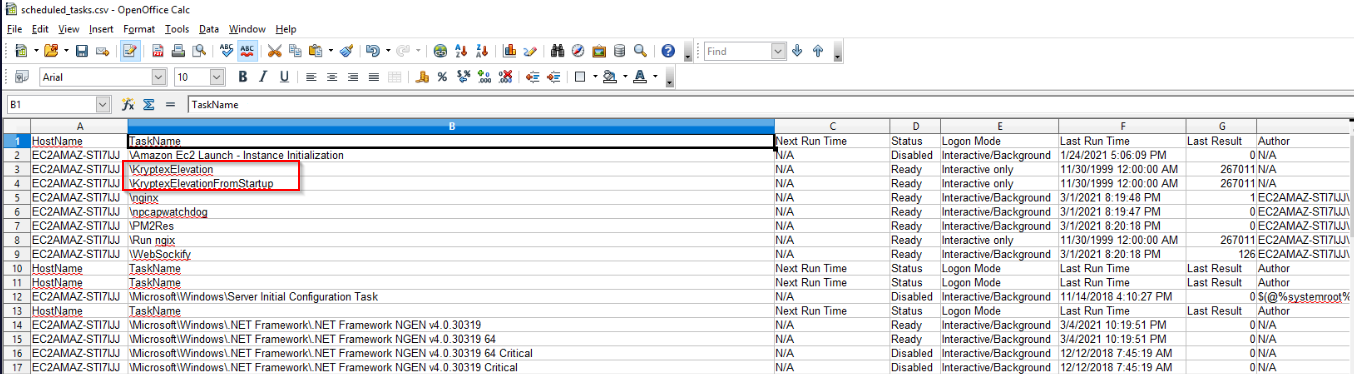 scheduled_tasks.csv - OpenOffice Calc
File Edit View Insert Format Tools Data Window Help
Find
Arial 10
B1 TaskName
A B C D E F G
1 HostName TaskName Next Run Time Status Logon Mode Last Run Time Last Result Author
2 EC2AMAZ-STI7IJJ \Amazon Ec2 Launch - Instance Initialization N/A Disabled Interactive/Background 1/24/2021 5:06:09 PM 0 N/A
3 EC2AMAZ-STI7IJJ \KryptexElevation N/A Ready Interactive only 11/30/1999 12:00:00 AM 267011 N/A
4 EC2AMAZ-STI7IJJ \KryptexElevationFromStartup N/A Ready Interactive only 11/30/1999 12:00:00 AM 267011 N/A
5 EC2AMAZ-STI7IJJ \nginx N/A Ready Interactive/Background 3/1/2021 8:19:48 PM 1 EC2AMAZ-STI7IJJ\
6 EC2AMAZ-STI7IJJ \npcapwatchdog N/A Ready Interactive/Background 3/1/2021 8:19:47 PM 0 EC2AMAZ-STI7IJJ\
7 EC2AMAZ-STI7IJJ \PM2Res N/A Ready Interactive/Background 3/1/2021 8:20:18 PM 0 EC2AMAZ-STI7IJJ\
8 EC2AMAZ-STI7IJJ \Run ngix N/A Ready Interactive only 11/30/1999 12:00:00 AM 267011 EC2AMAZ-STI7IJJ\
9 EC2AMAZ-STI7IJJ \WebSockify N/A Ready Interactive/Background 3/1/2021 8:20:18 PM 126 EC2AMAZ-STI7IJJ\
10 HostName TaskName Next Run Time Status Logon Mode Last Run Time Last Result Author
11 HostName TaskName Next Run Time Status Logon Mode Last Run Time Last Result Author
12 EC2AMAZ-STI7IJJ \Microsoft\Windows\Server Initial Configuration Task N/A Disabled Interactive/Background 11/14/2018 4:10:27 PM 0 $(@%systemroot%
13 HostName TaskName Next Run Time Status Logon Mode Last Run Time Last Result Author
14 EC2AMAZ-STI7IJJ \Microsoft\Windows\.NET Framework\.NET Framework NGEN v4.0.30319 N/A Ready Interactive/Background 3/4/2021 10:19:51 PM 0 N/A
15 EC2AMAZ-STI7IJJ \Microsoft\Windows\.NET Framework\.NET Framework NGEN v4.0.30319 64 N/A Ready Interactive/Background 3/4/2021 10:19:51 PM 0 N/A
16 EC2AMAZ-STI7IJJ \Microsoft\Windows\.NET Framework\.NET Framework NGEN v4.0.30319 64 Critical N/A Disabled Interactive/Background 12/12/2018 7:45:19 AM 0 N/A
17 EC2AMAZ-STI7IJJ \Microsoft\Windows\.NET Framework\.NET Framework NGEN v4.0.30319 Critical N/A Disabled Interactive/Background 12/12/2018 7:45:19 AM 0 N/A